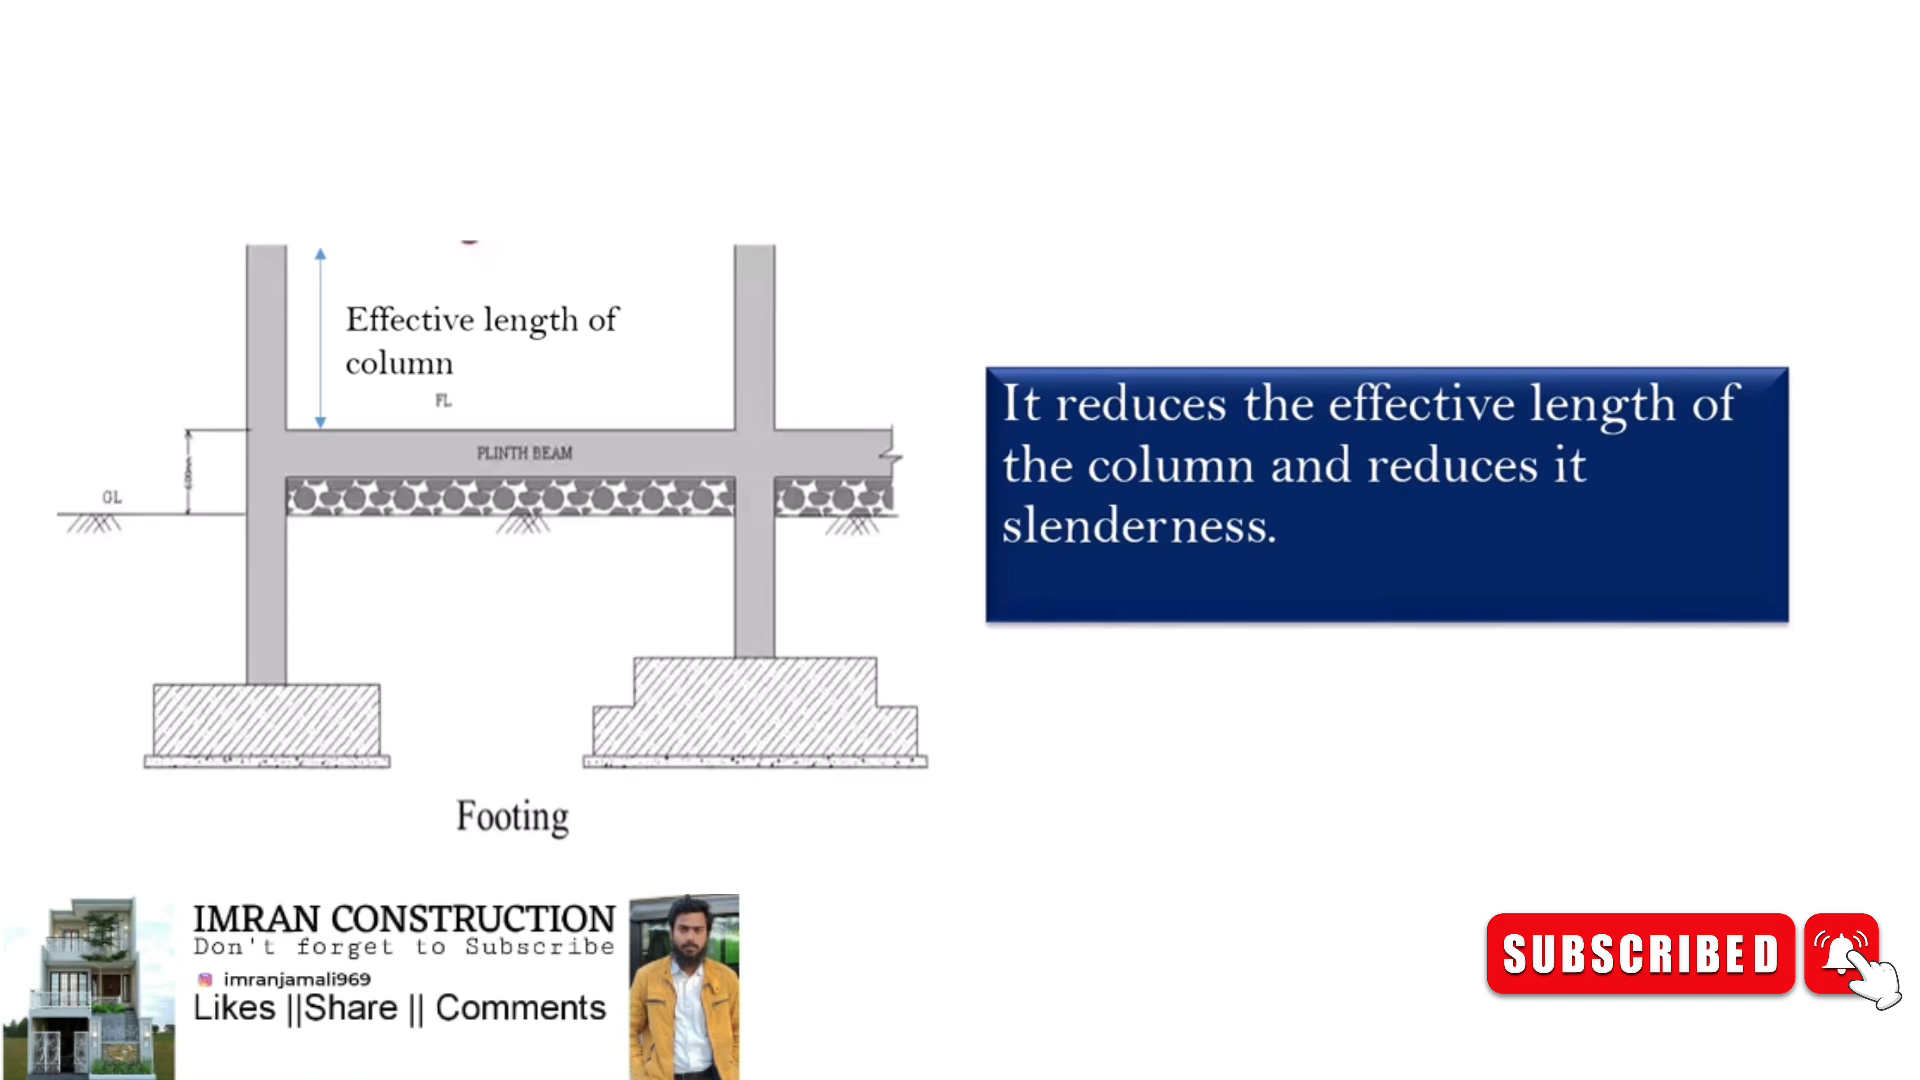 Effective length of
column
FL
PLINTH BEAM
GL
It reduces the effective length of
the column and reduces it
slenderness.
Footing
IMRAN CONSTRUCTION
Don't forget to Subscribe
imranjamali969
Likes ||Share || Comments
SUBSCRIBED